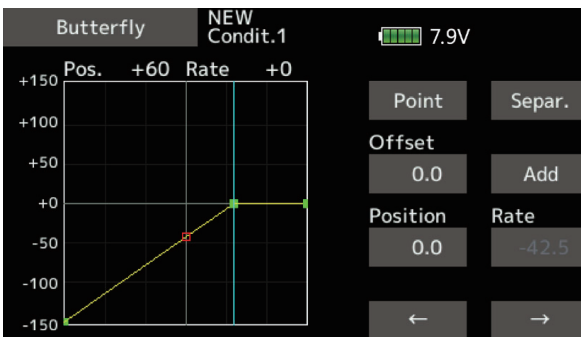 Butterfly
NEW
Condit.1
7.9V
Pos. +60 Rate +0
+150
+100
+50
+0
-50
-100
-150
Point
Separ.
Offset
0.0
Add
Position
Rate
0.0
-42.5
←
→